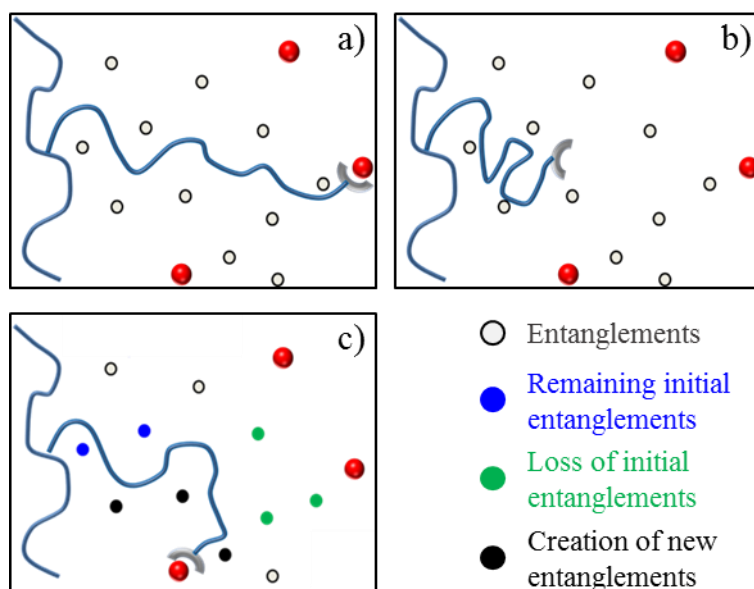 a)
b)
c)
Entanglements
Remaining initial
entanglements
Loss of initial
entanglements
Creation of new
entanglements